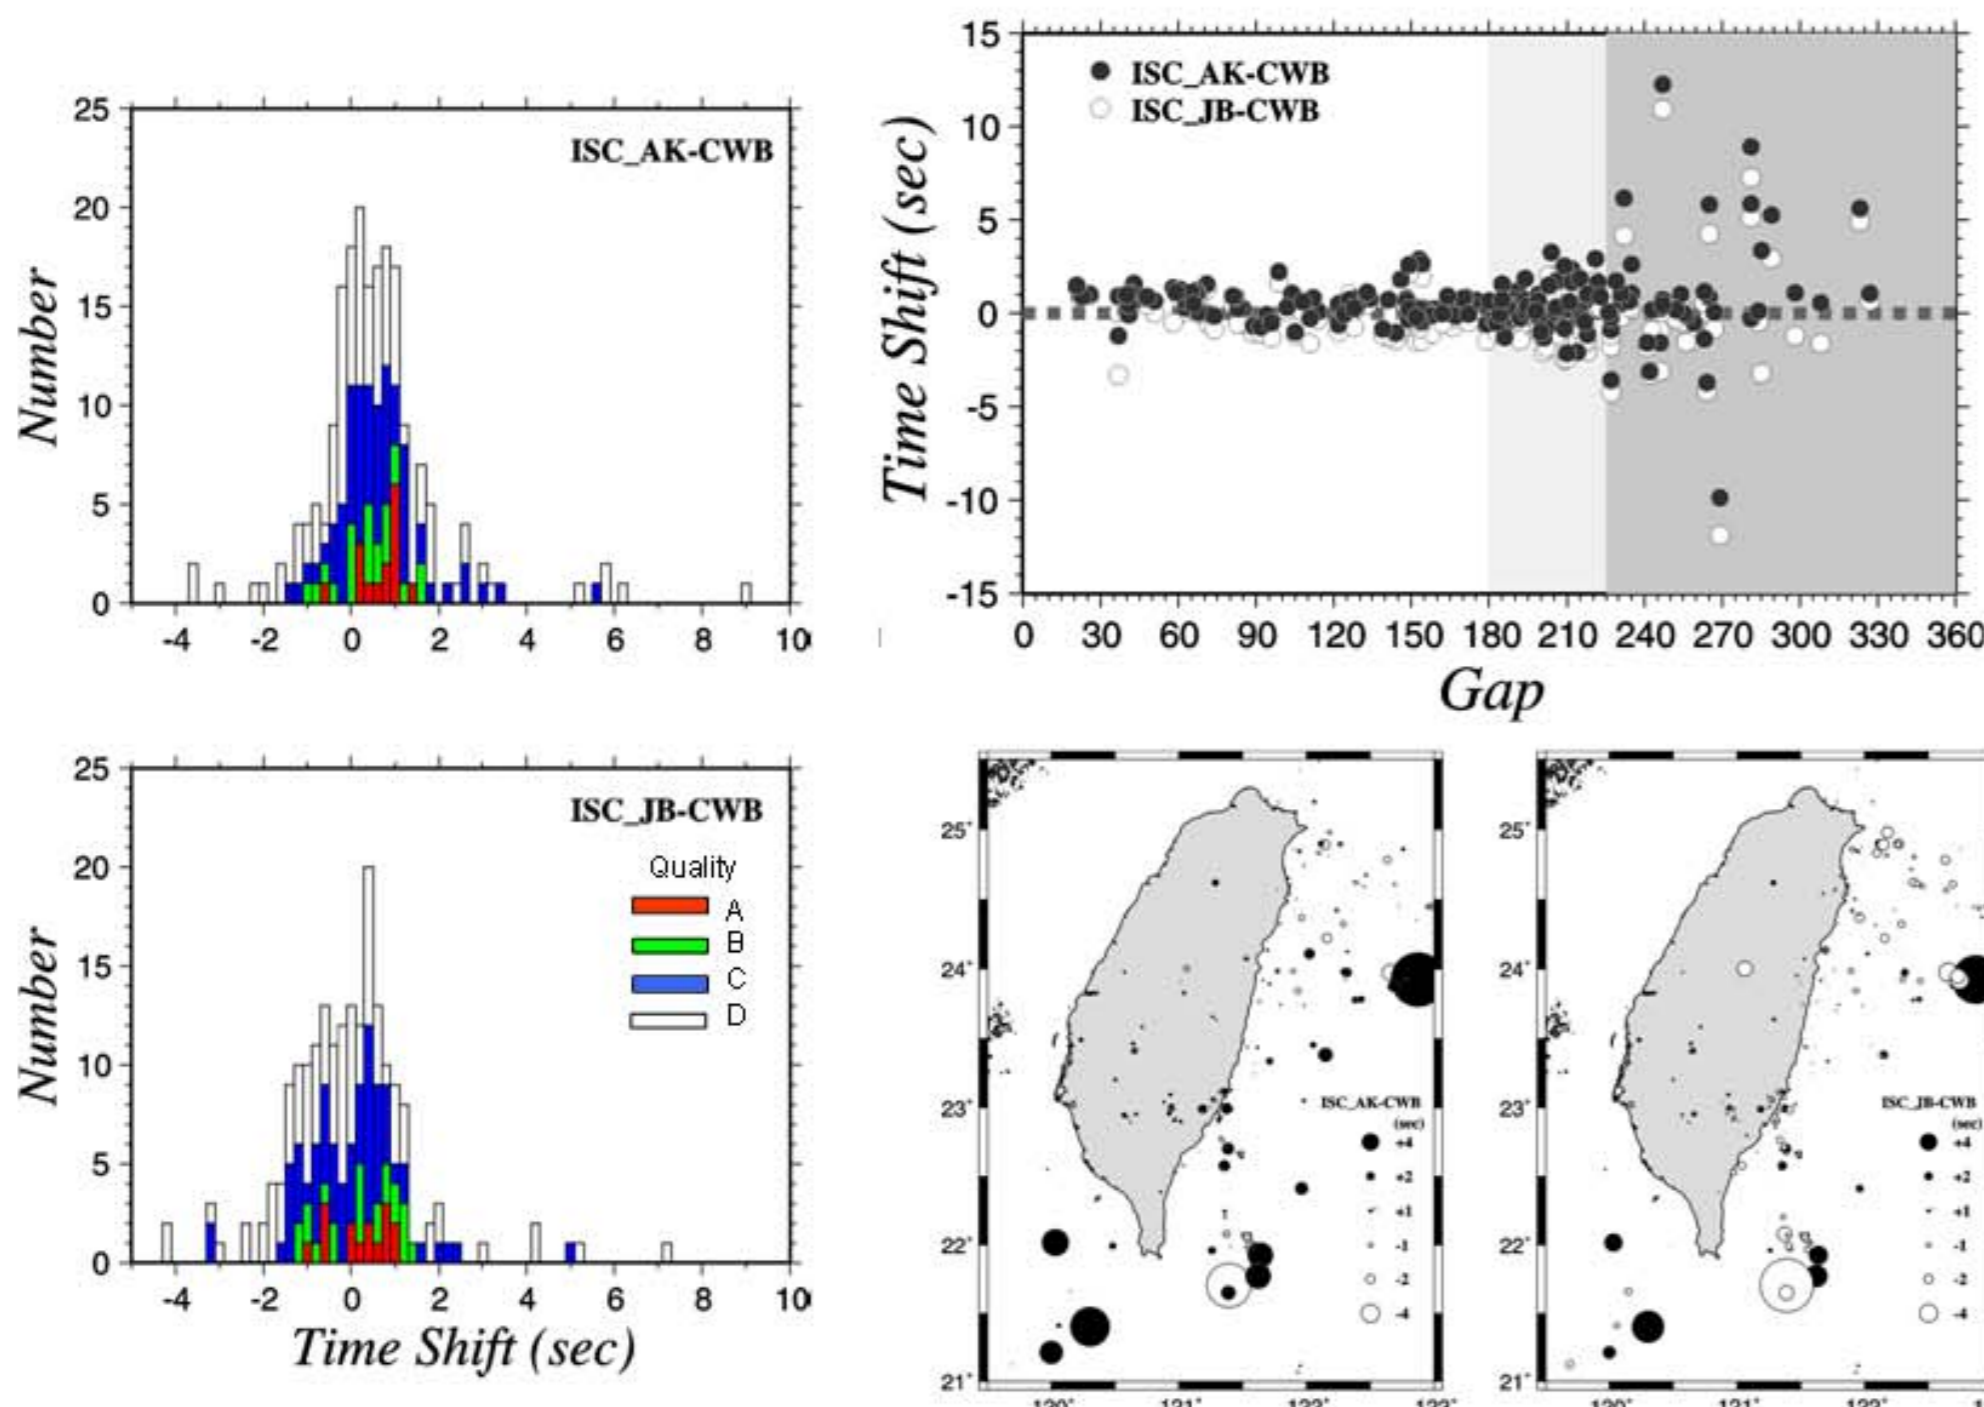 25
20
15
10
5
0
Number
ISC_AK-CWB
-4 -2 0 2 4 6 8 10
15
10
5
0
-5
-10
-15
Time Shift (sec)
ISC_AK-CWB
ISC_JB-CWB
0 30 60 90 120 150 180 210 240 270 300 330 360
Gap
25
20
15
10
5
0
Number
ISC_JB-CWB
Quality
A
B
C
D
-4 -2 0 2 4 6 8 10
Time Shift (sec)
25°
24°
23°
22°
21°
ISC_AK-CWB
(sec)
+4
+2
+1
-1
-2
-4
25°
24°
23°
22°
21°
ISC_JB-CWB
(sec)
+4
+2
+1
-1
-2
-4